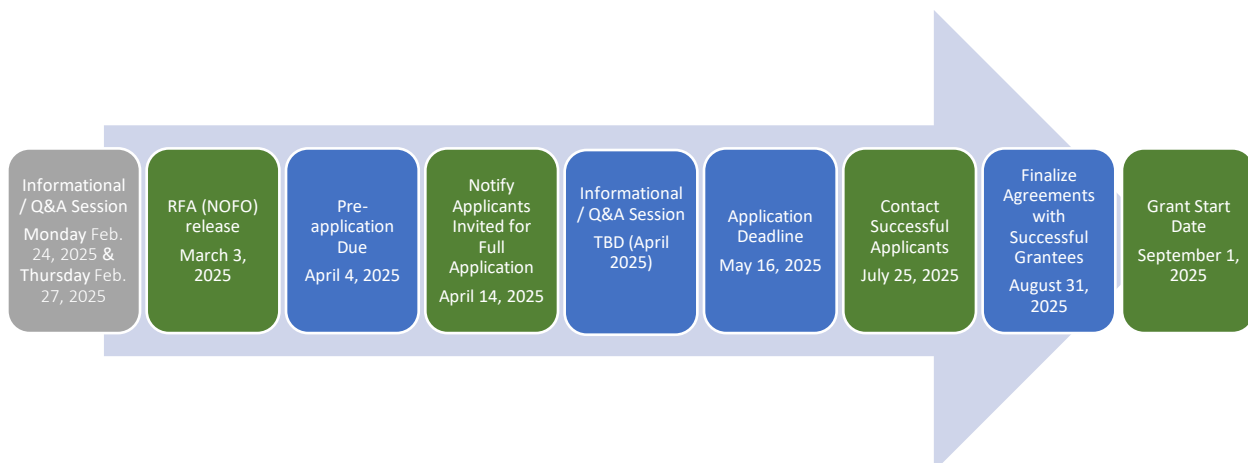 Informational
/ Q&A Session
Monday Feb.
24, 2025 &
Thursday Feb.
27, 2025
RFA (NOFO)
release
March 3,
2025
Pre-
application
Due
April 4, 2025
Notify
Applicants
Invited for
Full
Application
April 14, 2025
Informational
/ Q&A Session
TBD (April
2025)
Application
Deadline
May 16, 2025
Contact
Successful
Applicants
July 25, 2025
Finalize
Agreements
with
Successful
Grantees
August 31,
2025
Grant Start
Date
September 1,
2025